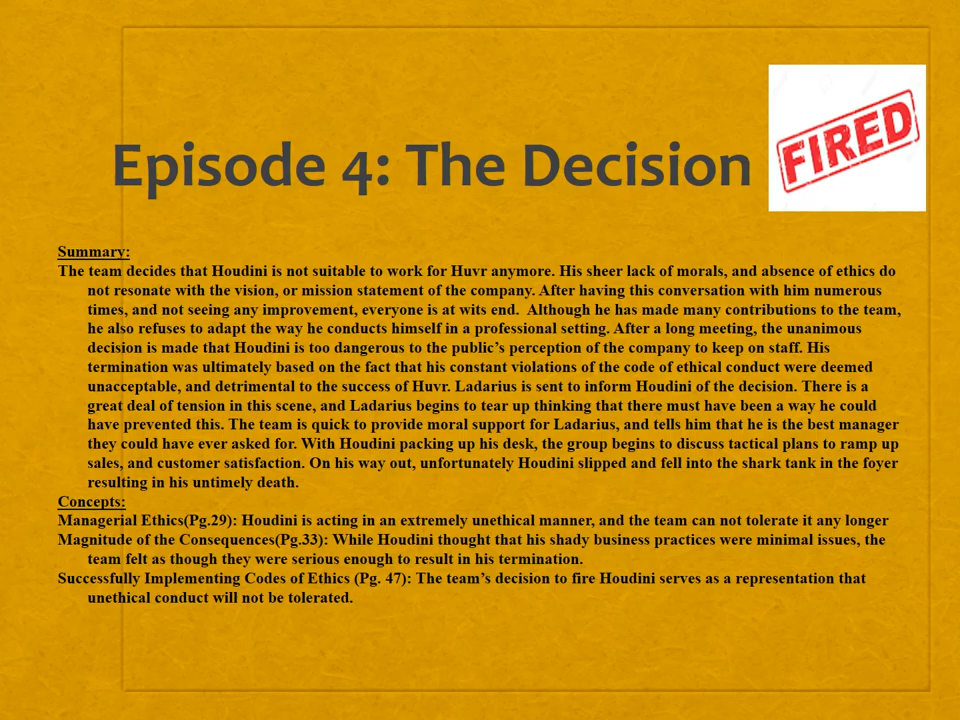 FIRED
Episode 4: The Decision
Summary:
The team decides that Houdini is not suitable to work for Huvr anymore. His sheer lack of morals, and absence of ethics do
not resonate with the vision, or mission statement of the company. After having this conversation with him numerous
times, and not seeing any improvement, everyone is at wits end.  Although he has made many contributions to the team,
he also refuses to adapt the way he conducts himself in a professional setting. After a long meeting, the unanimous
decision is made that Houdini is too dangerous to the public's perception of the company to keep on staff. His
termination was ultimately based on the fact that his constant violations of the code of ethical conduct were deemed
unacceptable, and detrimental to the success of Huvr. Ladarius is sent to inform Houdini of the decision. There is a
great deal of tension in this scene, and Ladarius begins to tear up thinking that there must have been a way he could
have prevented this. The team is quick to provide moral support for Ladarius, and tells him that he is the best manager
they could have ever asked for. With Houdini packing up his desk, the group begins to discuss tactical plans to ramp up
sales, and customer satisfaction. On his way out, unfortunately Houdini slipped and fell into the shark tank in the foyer
resulting in his untimely death.
Concepts:
Managerial Ethics(Pg.29): Houdini is acting in an extremely unethical manner, and the team can not tolerate it any longer
Magnitude of the Consequences(Pg.33): While Houdini thought that his shady business practices were minimal issues, the
team felt as though they were serious enough to result in his termination.
Successfully Implementing Codes of Ethics (Pg. 47): The team's decision to fire Houdini serves as a representation that
unethical conduct will not be tolerated.